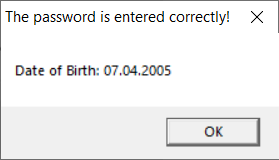 The password is entered correctly!
Date of Birth: 07.04.2005
OK